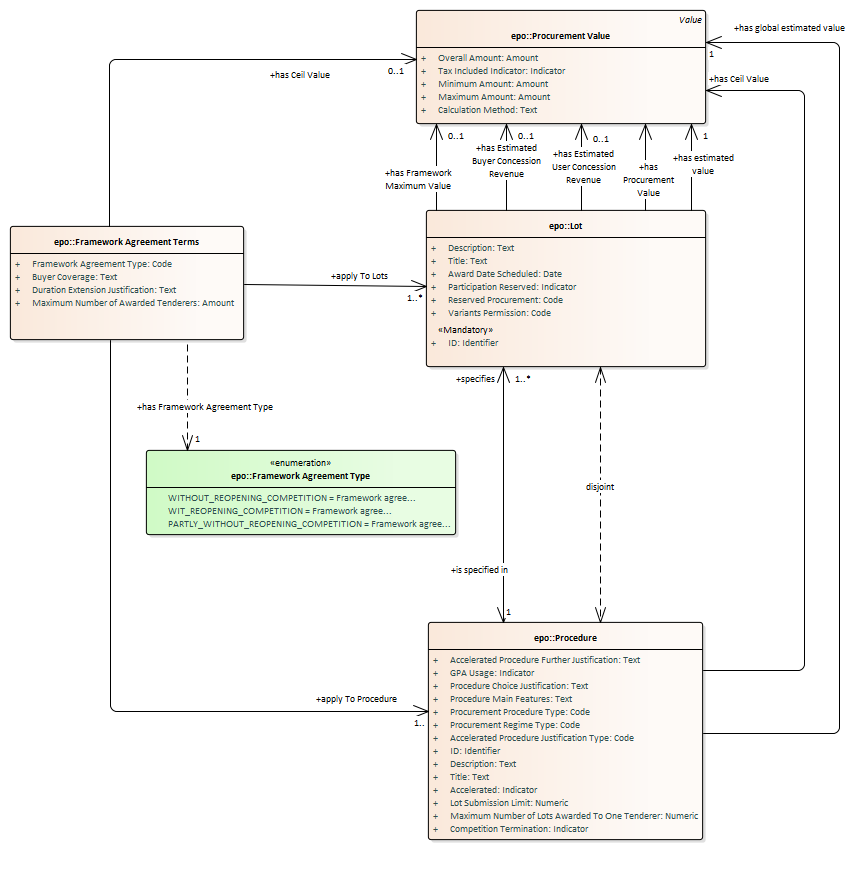 Value
epo::Procurement Value
+ Overall Amount: Amount
+ Tax Included Indicator: Indicator
+ Minimum Amount: Amount
+ Maximum Amount: Amount
+ Calculation Method: Text
+has global estimated value
1
+has Ceil Value
+has Ceil Value
0..1
0..1
+has Framework
Maximum Value
0..1
+has Estimated
Buyer Concession
Revenue
0..1
+has Estimated
User Concession
Revenue
+has
Procurement
Value
1
+has estimated
value
epo::Framework Agreement Terms
+ Framework Agreement Type: Code
+ Buyer Coverage: Text
+ Duration Extension Justification: Text
+ Maximum Number of Awarded Tenderers: Amount
+apply To Lots
1..*
epo::Lot
+ Description: Text
+ Title: Text
+ Award Date Scheduled: Date
+ Participation Reserved: Indicator
+ Reserved Procurement: Code
+ Variants Permission: Code
«Mandatory»
+ ID: Identifier
+specifies
1..*
+has Framework Agreement Type
1
«enumeration»
epo::Framework Agreement Type
WITHOUT_REOPENING_COMPETITION = Framework agree...
WIT_REOPENING_COMPETITION = Framework agree...
PARTLY_WITHOUT_REOPENING_COMPETITION = Framework agree...
disjoint
+is specified in
1
+apply To Procedure
1..
epo::Procedure
+ Accelerated Procedure Further Justification: Text
+ GPA Usage: Indicator
+ Procedure Choice Justification: Text
+ Procedure Main Features: Text
+ Procurement Procedure Type: Code
+ Procurement Regime Type: Code
+ Accelerated Procedure Justification Type: Code
+ ID: Identifier
+ Description: Text
+ Title: Text
+ Accelerated: Indicator
+ Lot Submission Limit: Numeric
+ Maximum Number of Lots Awarded To One Tenderer: Numeric
+ Competition Termination: Indicator